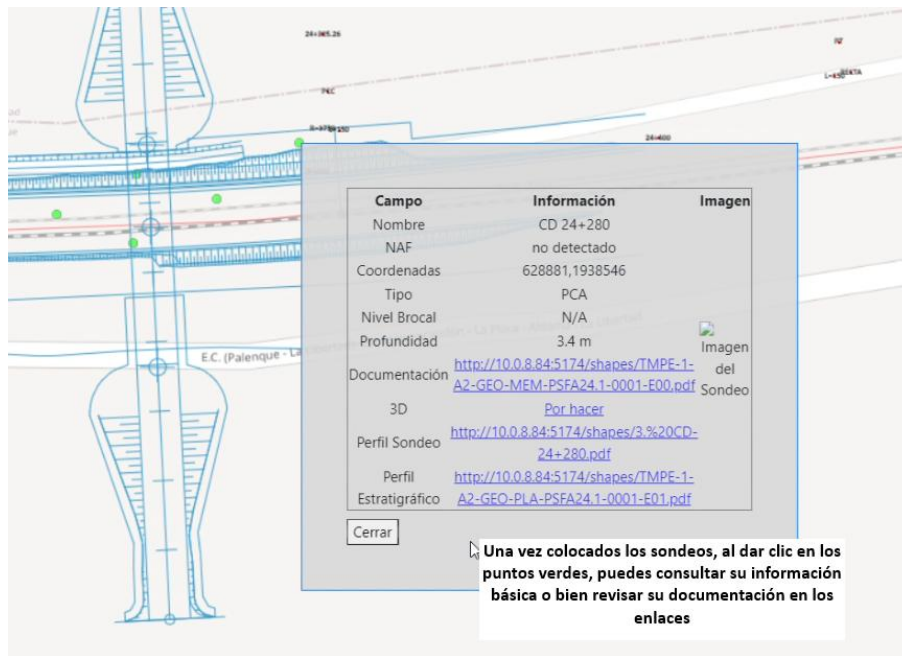 24+400
Campo Información Imagen
Nombre CD 24+280
NAF no detectado
Coordenadas 628881,1938546
Tipo PCA
Nivel Brocal N/A
Profundidad 3.4 m
Imagen
del
Sondeo
Documentación http://10.0.8.84:5174/shapes/TMPE-1-
A2-GEO-MEM-PSFA24.1-0001-E00.pdf
3D Por hacer
Perfil Sondeo http://10.0.8.84:5174/shapes/3.%20CD-
24+280.pdf
Perfil
Estratigráfico http://10.0.8.84:5174/shapes/TMPE-1-
A2-GEO-PLA-PSFA24.1-0001-E01.pdf
E.C. (Palenque - La
Cerrar
Una vez colocados los sondeos, al dar clic en los
puntos verdes, puedes consultar su información
básica o bien revisar su documentación en los
enlaces